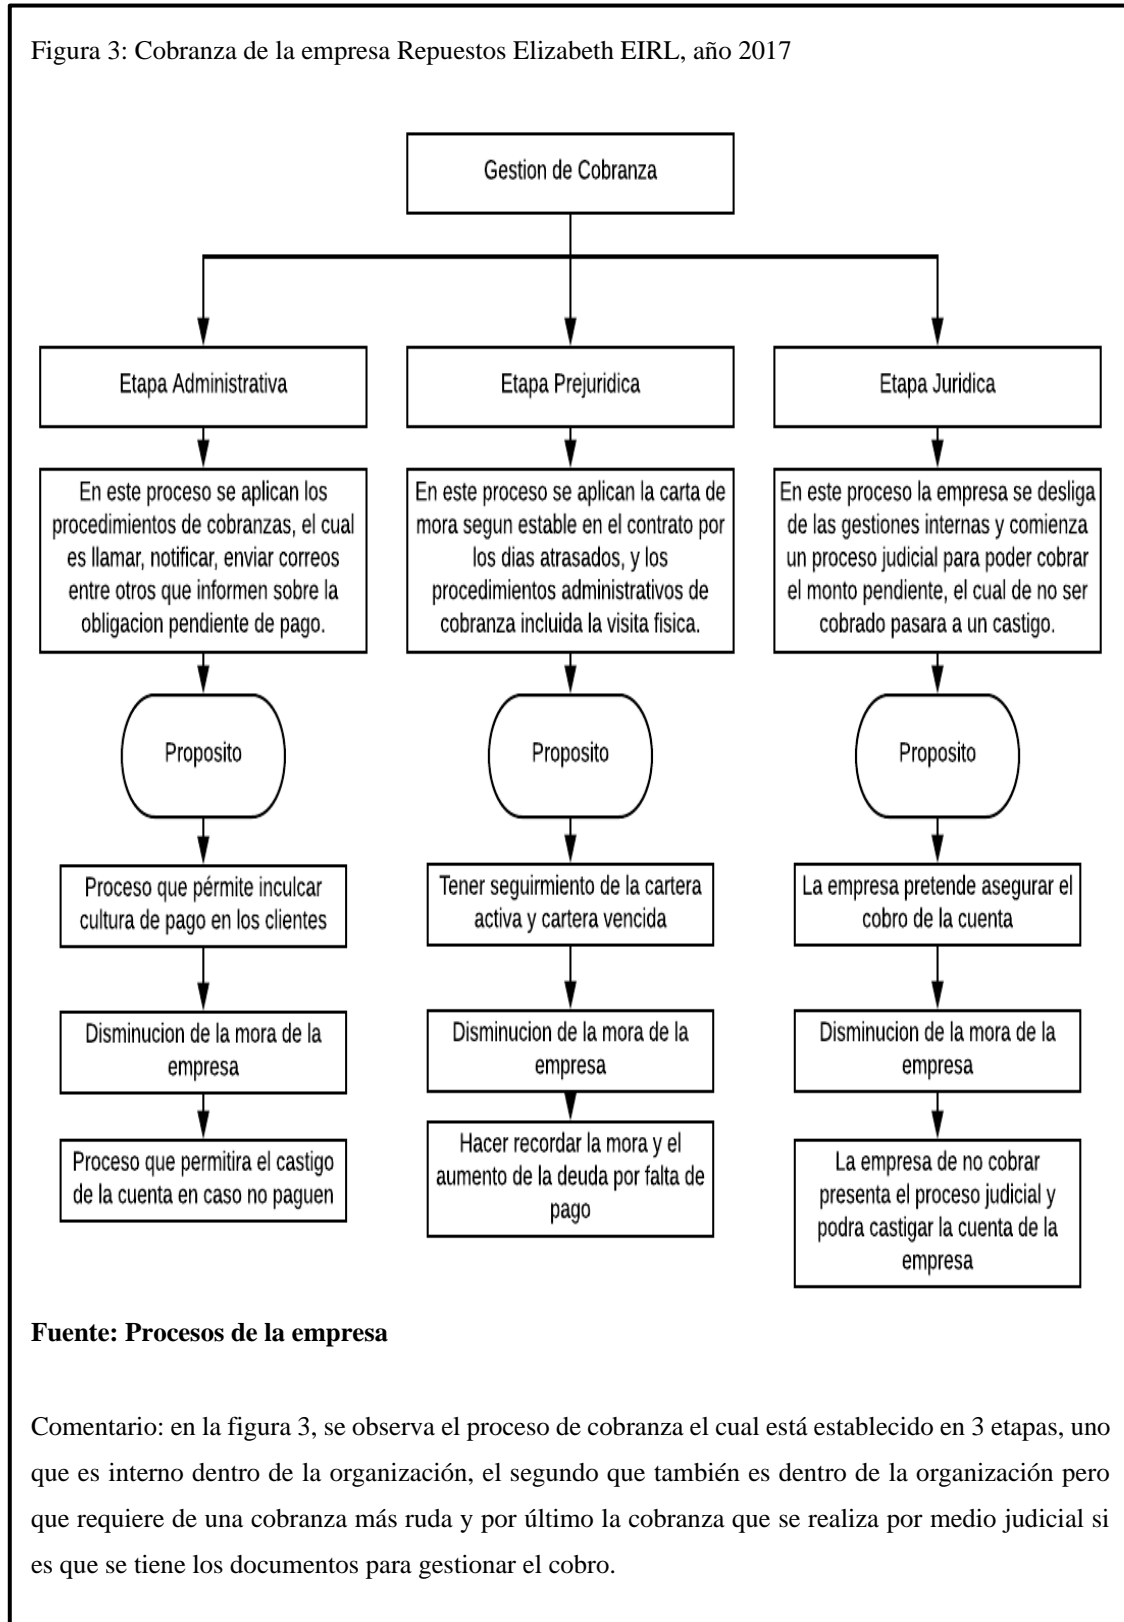 Figura 3: Cobranza de la empresa Repuestos Elizabeth EIRL, año 2017
Gestion de Cobranza
Etapa Administrativa
En este proceso se aplican los
procedimientos de cobranzas, el cual
es llamar, notificar, enviar correos
entre otros que informen sobre la
obligacion pendiente de pago.
Proposito
Proceso que pérmite inculcar
cultura de pago en los clientes
Disminucion de la mora de la
empresa
Proceso que permitira el castigo
de la cuenta en caso no paguen
Etapa Prejuridica
En este proceso se aplican la carta de
mora segun estable en el contrato por
los dias atrasados, y los
procedimientos administrativos de
cobranza incluida la visita fisica.
Proposito
Tener seguirmiento de la cartera
activa y cartera vencida
Disminucion de la mora de la
empresa
Hacer recordar la mora y el
aumento de la deuda por falta de
pago
Etapa Juridica
En este proceso la empresa se desliga
de las gestiones internas y comienza
un proceso judicial para poder cobrar
el monto pendiente, el cual de no ser
cobrado pasara a un castigo.
Proposito
La empresa pretende asegurar el
cobro de la cuenta
Disminucion de la mora de la
empresa
La empresa de no cobrar
presenta el proceso judicial y
podra castigar la cuenta de la
empresa
Fuente: Procesos de la empresa
Comentario: en la figura 3, se observa el proceso de cobranza el cual está establecido en 3 etapas, uno
que es interno dentro de la organización, el segundo que también es dentro de la organización pero
que requiere de una cobranza más ruda y por último la cobranza que se realiza por medio judicial si
es que se tiene los documentos para gestionar el cobro.